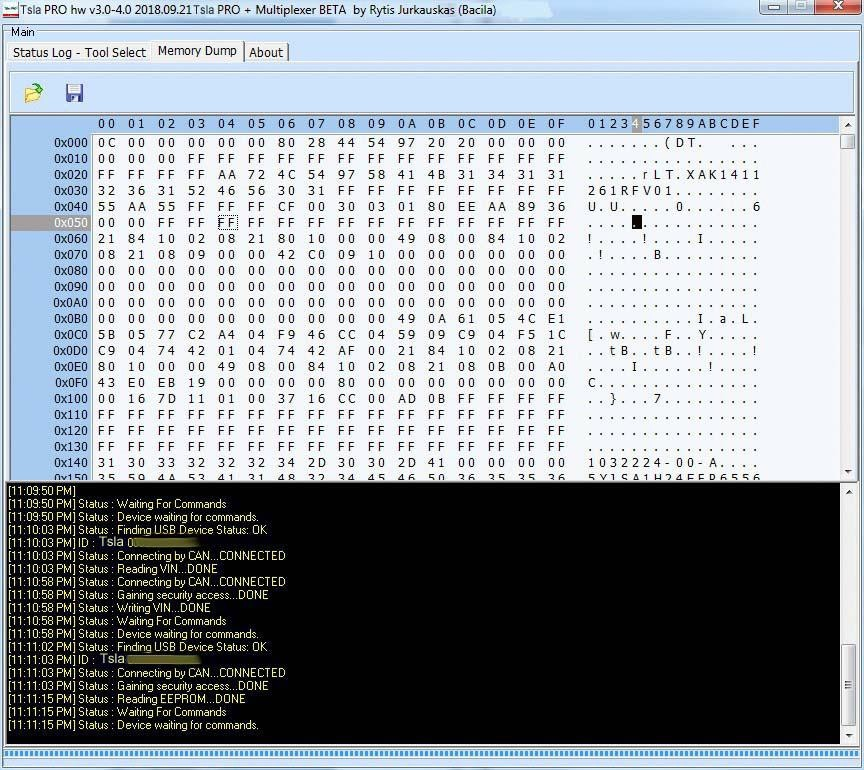 Tsla PRO hw v3.0-4.0 2018.09.21 Tsla PRO + Multiplexer BETA by Rytis Jurkauskas (Bacila)
Main
Status Log - Tool Select Memory Dump About
00 01 02 03 04 05 06 07 08 09 0A 0B 0C 0D 0E 0F 0123456789ABCDEF
0x000 0C 00 00 00 00 00 80 28 44 54 97 20 20 00 00 00 .......(DT. ...
0x010 00 00 00 FF FF FF FF FF FF FF FF FF FF FF FF FF ................
0x020 FF FF FF FF AA 72 4C 54 97 58 41 4B 31 34 31 31 .....rLT.XAK1411
0x030 32 36 31 52 46 56 30 31 FF FF FF FF FF FF FF FF 261RFV01........
0x040 55 AA 55 FF FF FF CF 00 30 03 01 80 EE AA 89 36 U.U.....0......6
0x050 00 00 FF FF FF FF FF FF FF FF FF FF FF FF FF FF ................
0x060 21 84 10 02 08 21 80 10 00 00 49 08 00 84 10 02 !....!....I.....
0x070 08 21 08 09 00 00 42 C0 09 10 00 00 00 00 00 00 .!....B.........
0x080 00 00 00 00 00 00 00 00 00 00 00 00 00 00 00 00 ................
0x090 00 00 00 00 00 00 00 00 00 00 00 00 00 00 00 00 ................
0x0A0 00 00 00 00 00 00 00 00 00 00 00 00 00 00 00 00 ................
0x0B0 00 00 00 00 00 00 00 00 00 00 49 0A 61 05 4C E1 ..........I.a.L.
0x0C0 5B 05 77 C2 A4 04 F9 46 CC 04 59 09 C9 04 F5 1C [.w....F..Y.....
0x0D0 C9 04 74 42 01 04 74 42 AF 00 21 84 10 02 08 21 ..tB..tB..!....!
0x0E0 80 10 00 00 49 08 00 84 10 02 08 21 08 0B 00 A0 ....I......!....
0x0F0 43 E0 EB 19 00 00 00 00 80 00 00 00 00 00 00 00 C...............
0x100 00 16 7D 11 01 00 37 16 CC 00 AD 0B FF FF FF FF ..}...7.........
0x110 FF FF FF FF FF FF FF FF FF FF FF FF FF FF FF FF ................
0x120 FF FF FF FF FF FF FF FF FF FF FF FF FF FF FF FF ................
0x130 FF FF FF FF FF FF FF FF FF FF FF FF FF FF FF FF ................
0x140 31 30 33 32 32 32 34 2D 30 30 2D 41 00 00 00 00 1032224-00-A....
0x150 35 59 4A 53 41 31 48 32 34 45 46 50 36 35 35 36 5YJSA1H24EFP6556
[11:09:50 PM]
[11:09:50 PM] Status : Waiting For Commands
[11:09:50 PM] Status : Device waiting for commands.
[11:10:03 PM] Status : Finding USB Device Status: OK
[11:10:03 PM] ID : Tsla
[11:10:03 PM] Status : Connecting by CAN...CONNECTED
[11:10:03 PM] Status : Reading VIN...DONE
[11:10:58 PM] Status : Connecting by CAN...CONNECTED
[11:10:58 PM] Status : Gaining security access...DONE
[11:10:58 PM] Status : Writing VIN...DONE
[11:10:58 PM] Status : Waiting For Commands
[11:10:58 PM] Status : Device waiting for commands.
[11:11:02 PM] Status : Finding USB Device Status: OK
[11:11:03 PM] ID : Tsla
[11:11:03 PM] Status : Connecting by CAN...CONNECTED
[11:11:03 PM] Status : Gaining security access...DONE
[11:11:15 PM] Status : Reading EEPROM...DONE
[11:11:15 PM] Status : Waiting For Commands
[11:11:15 PM] Status : Device waiting for commands.